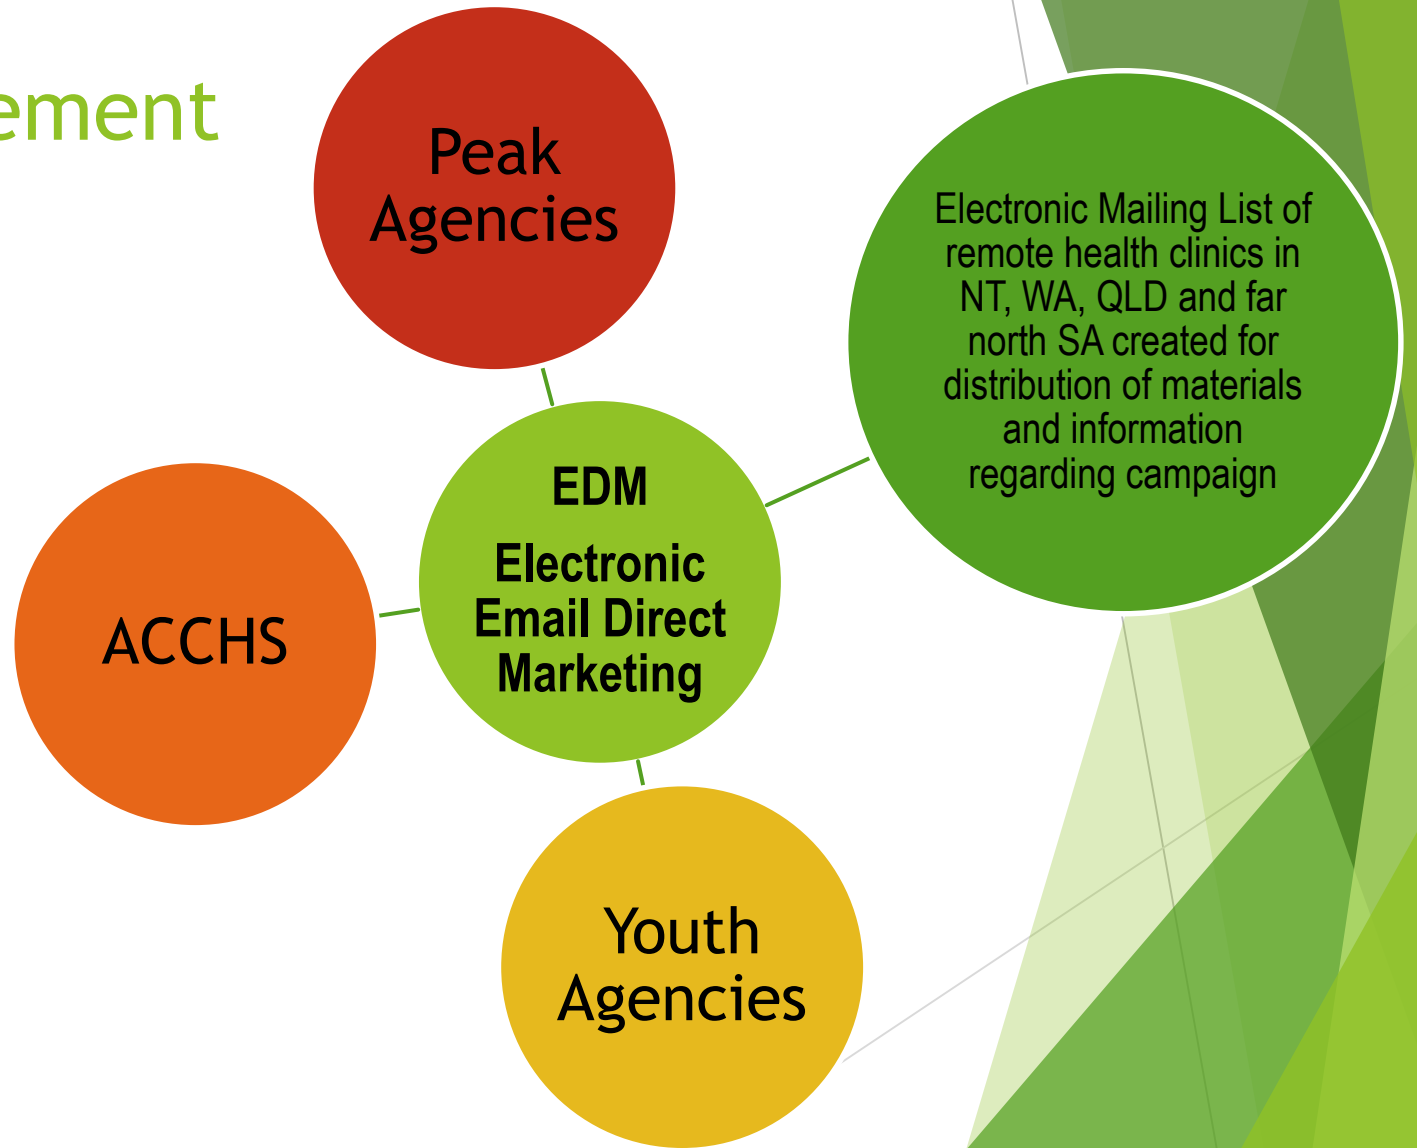 ement
Peak
Agencies
Electronic Mailing List of
remote health clinics in
NT, WA, QLD and far
north SA created for
distribution of materials
and information
regarding campaign
EDM
Electronic
Email Direct
Marketing
ACCHS
Youth
Agencies